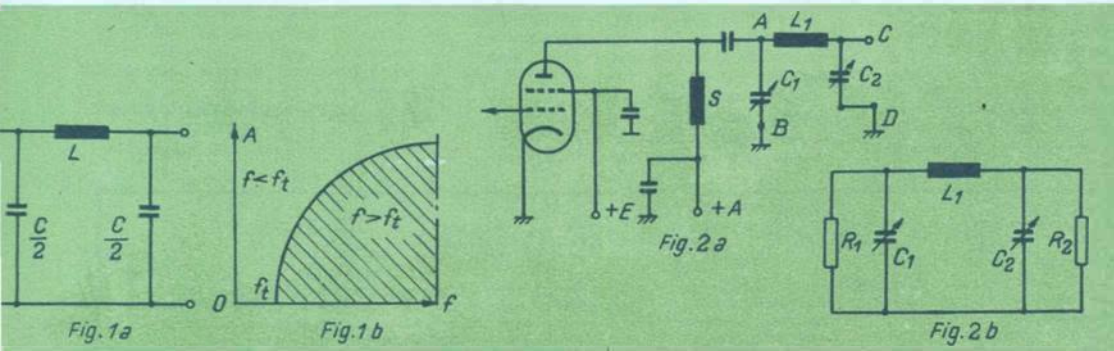 L
C/2
C/2
Fig. 1a
A
f<fₜ
f>fₜ
fₜ
0
f
Fig. 1b
S
+E
+A
A
L₁
C
C₁
C₂
B
D
Fig. 2a
L₁
R₁
C₁
C₂
R₂
Fig. 2b